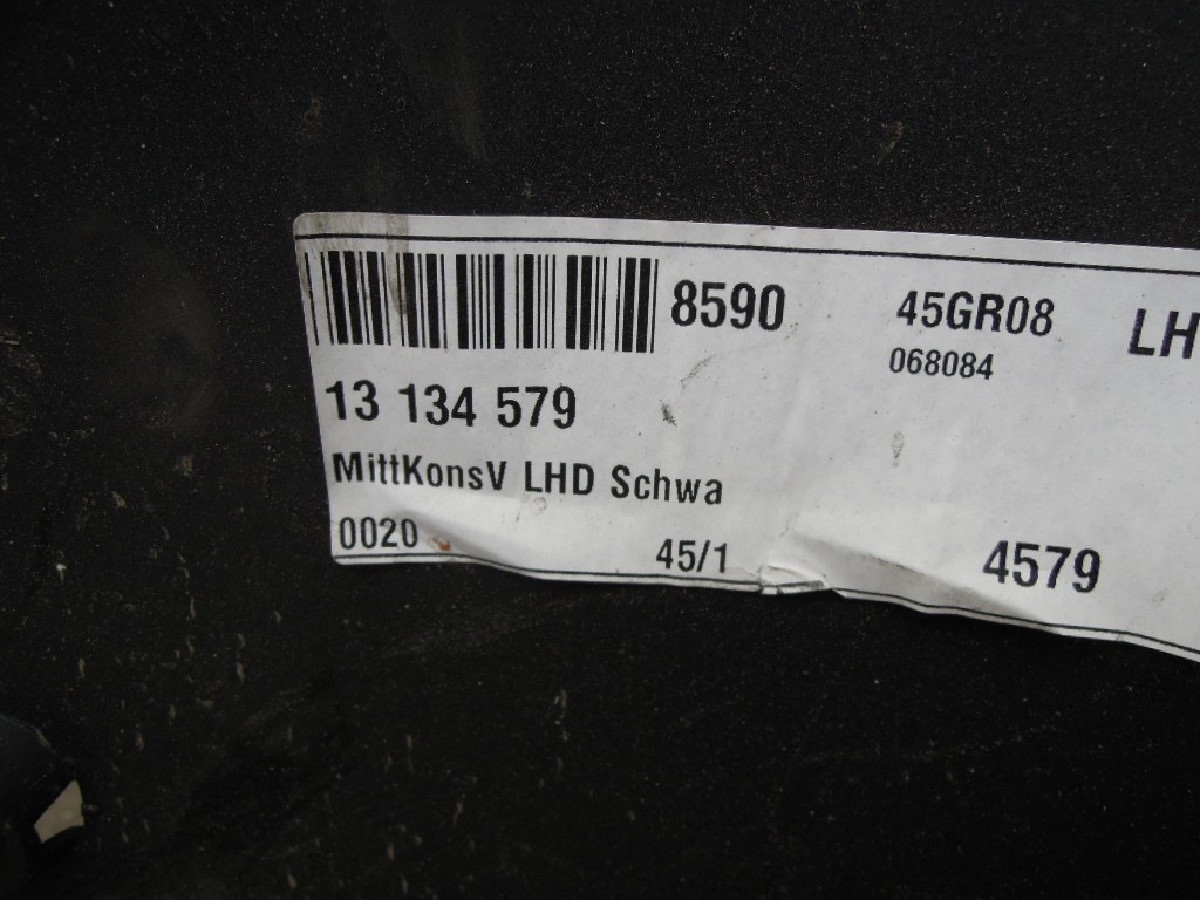 8590 45GR08 LH
068084
13 134 579
MittKonsV LHD Schwa
0020 45/1 4579